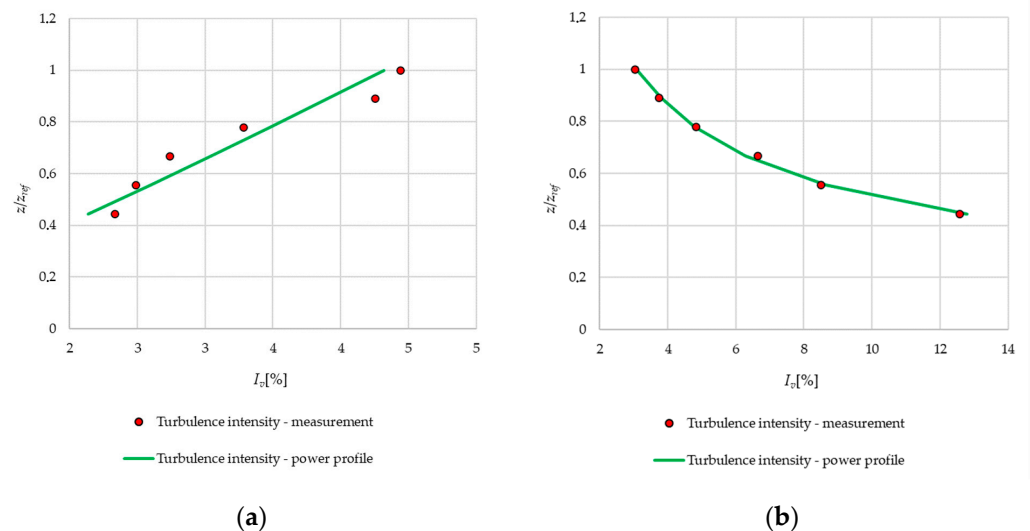 1.2
1
0.8
0.6
0.4
0.2
0
z/z_ref
2 3 3 4 4 5 5
I_v[%]
Turbulence intensity - measurement
Turbulence intensity - power profile
(a)
1.2
1
0.8
0.6
0.4
0.2
0
z/z_ref
2 4 6 8 10 12 14
I_v[%]
Turbulence intensity - measurement
Turbulence intensity - power profile
(b)